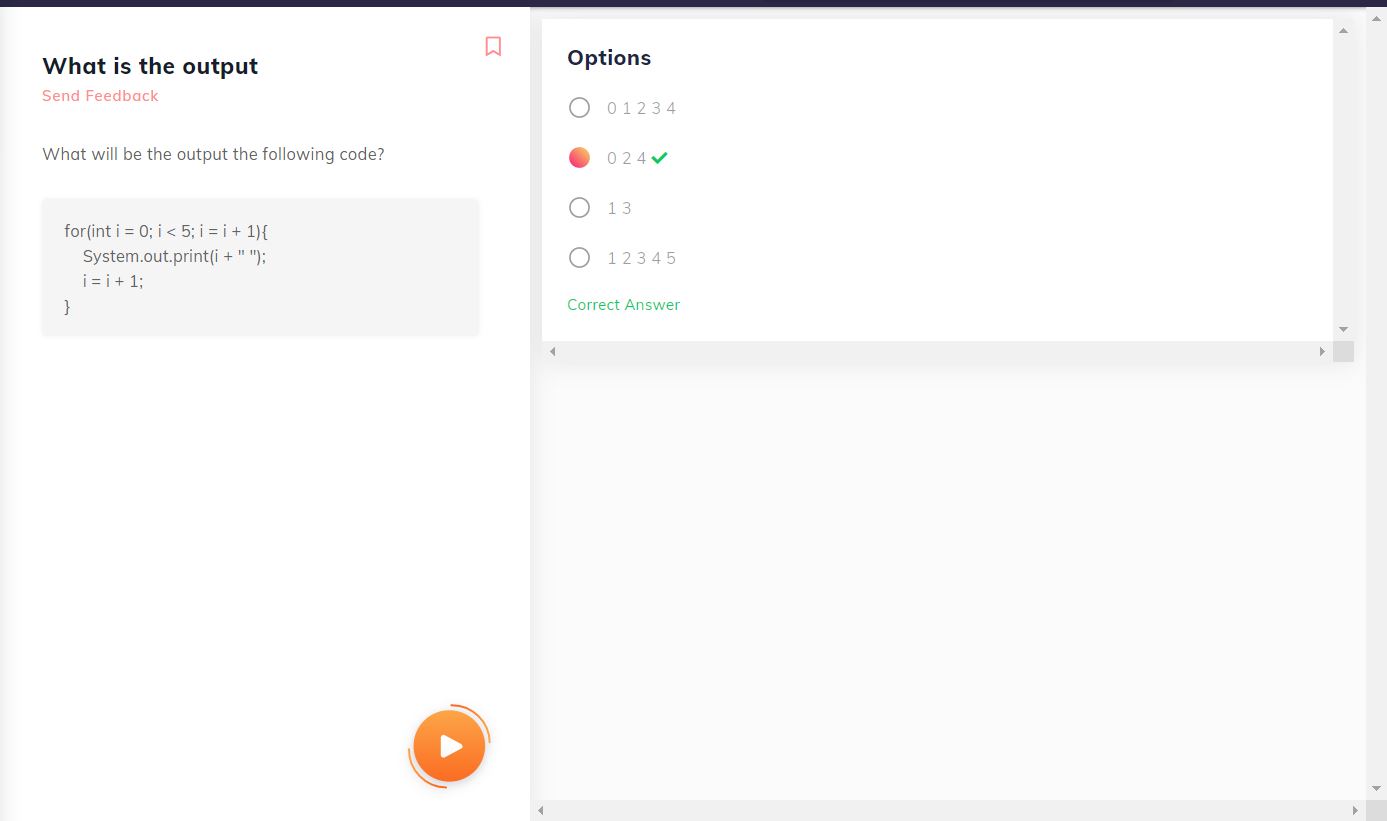 What is the output
Send Feedback
What will be the output the following code?
for(int i = 0; i < 5; i = i + 1){
    System.out.print(i + " ");
    i = i + 1;
}
Options
0 1 2 3 4
0 2 4
1 3
1 2 3 4 5
Correct Answer